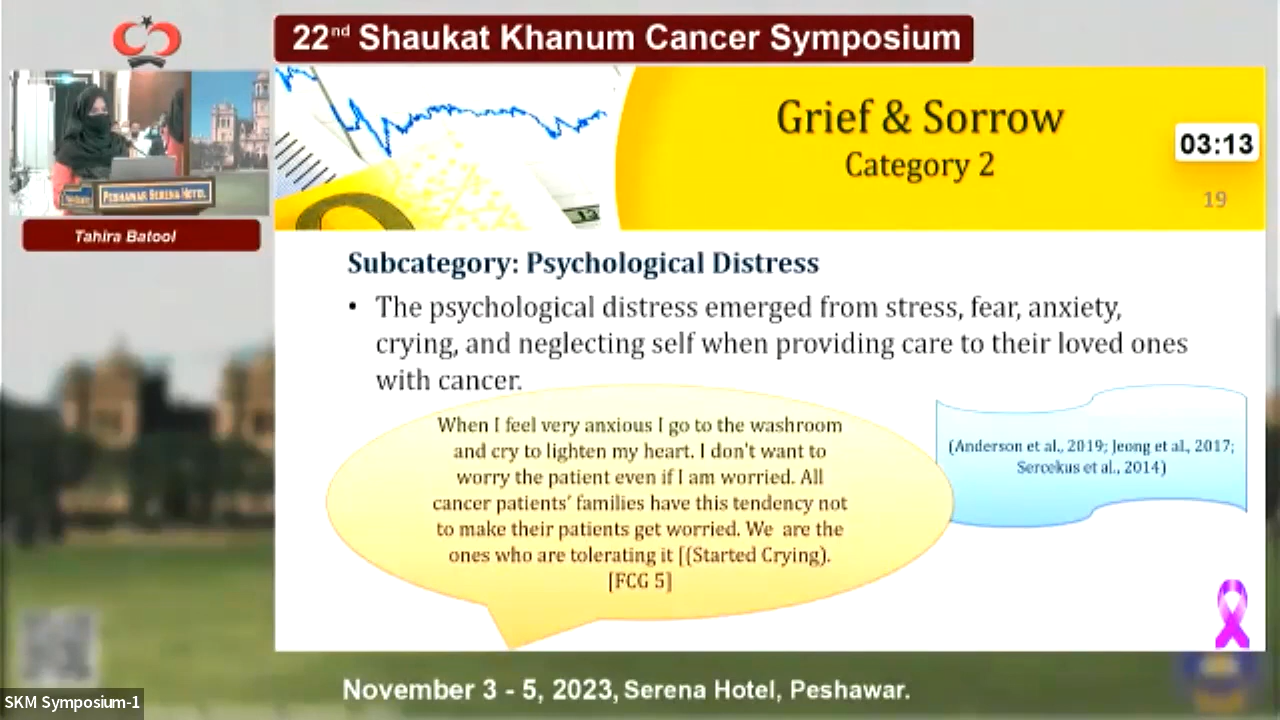 22nd Shaukat Khanum Cancer Symposium
Grief & Sorrow
Category 2
03:13
19
PESHAWAR SERENA HOTEL
Tahira Batool
Subcategory: Psychological Distress
• The psychological distress emerged from stress, fear, anxiety,
crying, and neglecting self when providing care to their loved ones
with cancer.
When I feel very anxious I go to the washroom
and cry to lighten my heart. I don't want to
worry the patient even if I am worried. All
cancer patients' families have this tendency not
to make their patients get worried. We are the
ones who are tolerating it [(Started Crying).
[FCG 5]
(Anderson et al., 2019; Jeong et al., 2017;
Sercekus et al., 2014)
November 3 - 5, 2023, Serena Hotel, Peshawar.
SKM Symposium-1